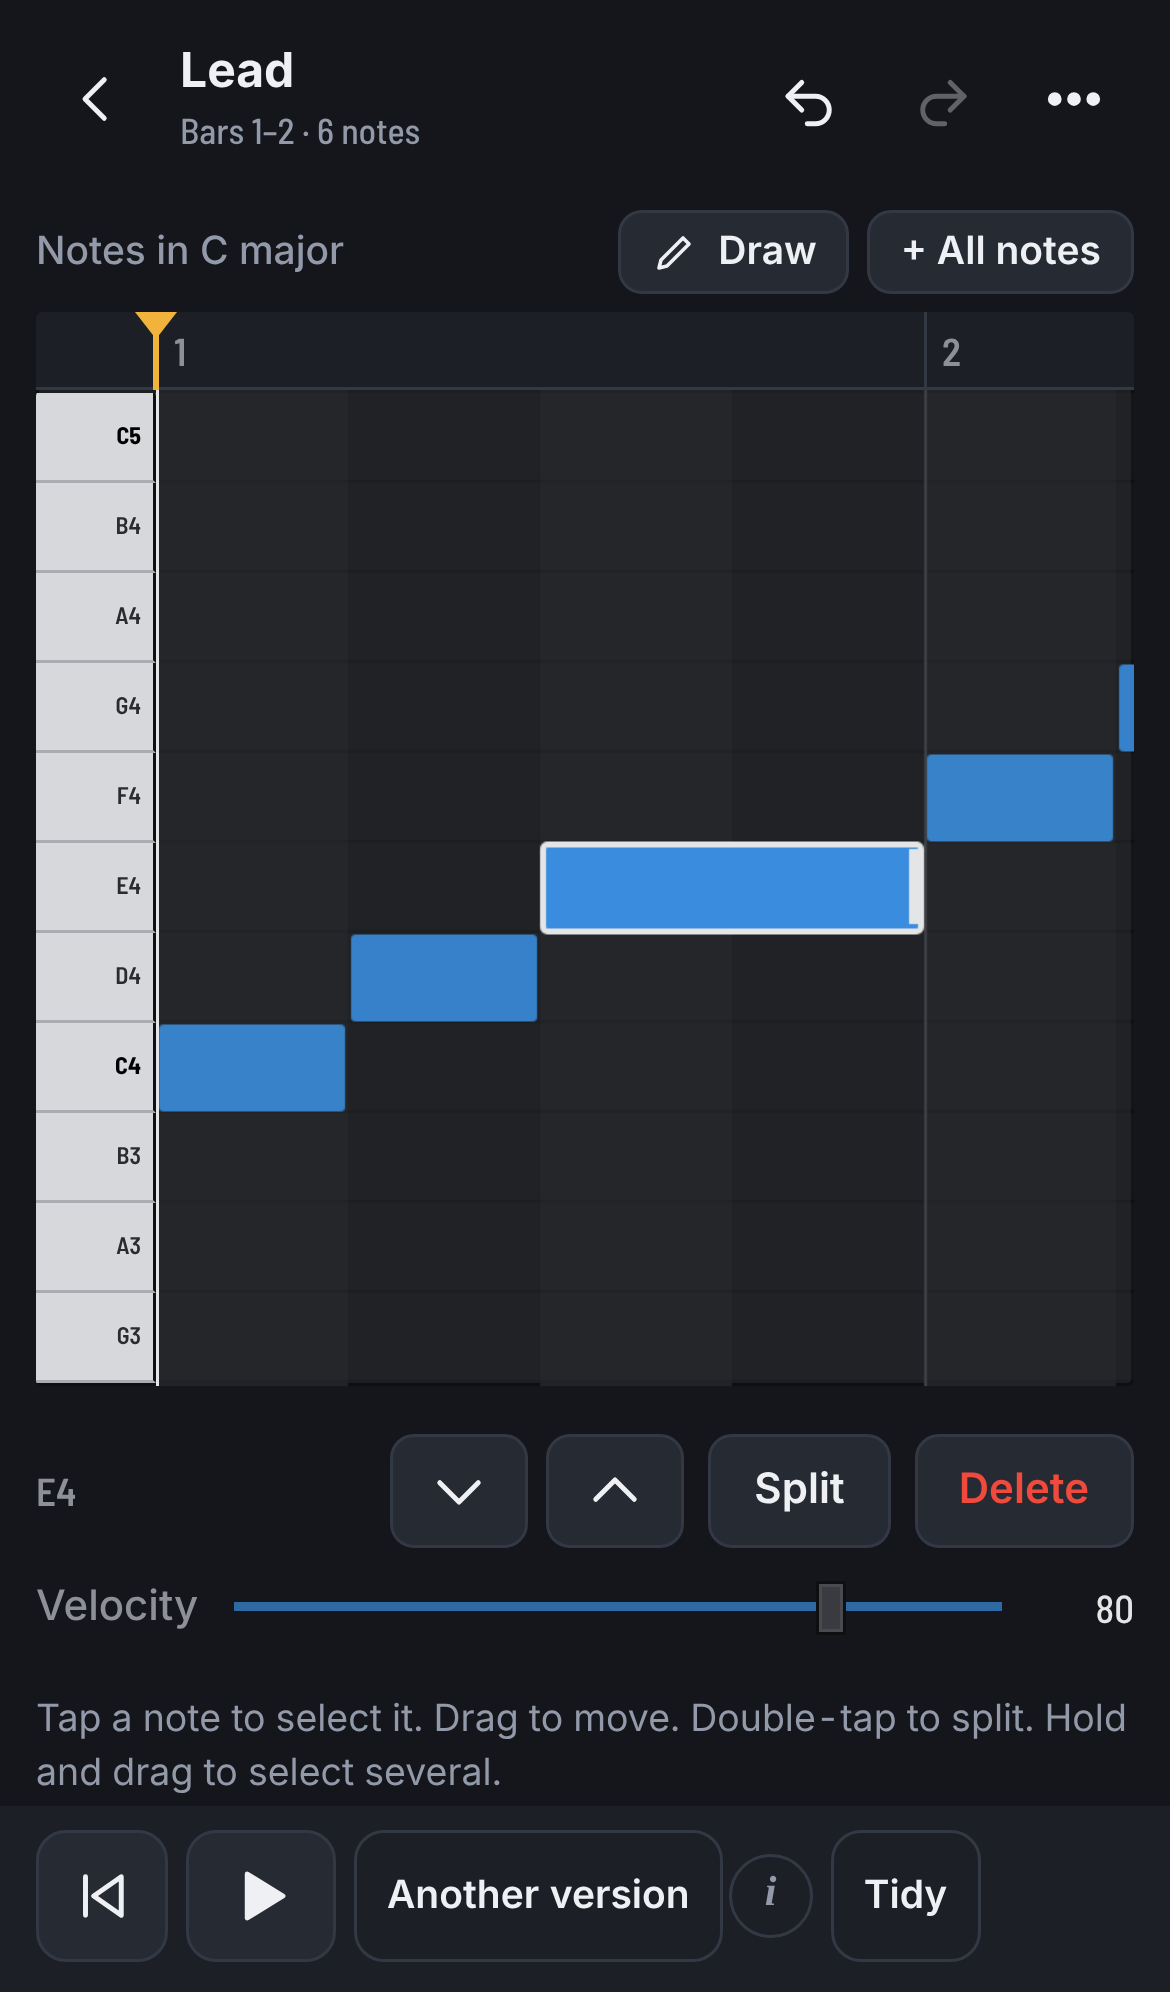 Lead
Bars 1–2 · 6 notes
Notes in C major
Draw
+ All notes
1
2
C5
B4
A4
G4
F4
E4
D4
C4
B3
A3
G3
E4
Split
Delete
Velocity
80
Tap a note to select it. Drag to move. Double-tap to split. Hold
and drag to select several.
Another version
i
Tidy